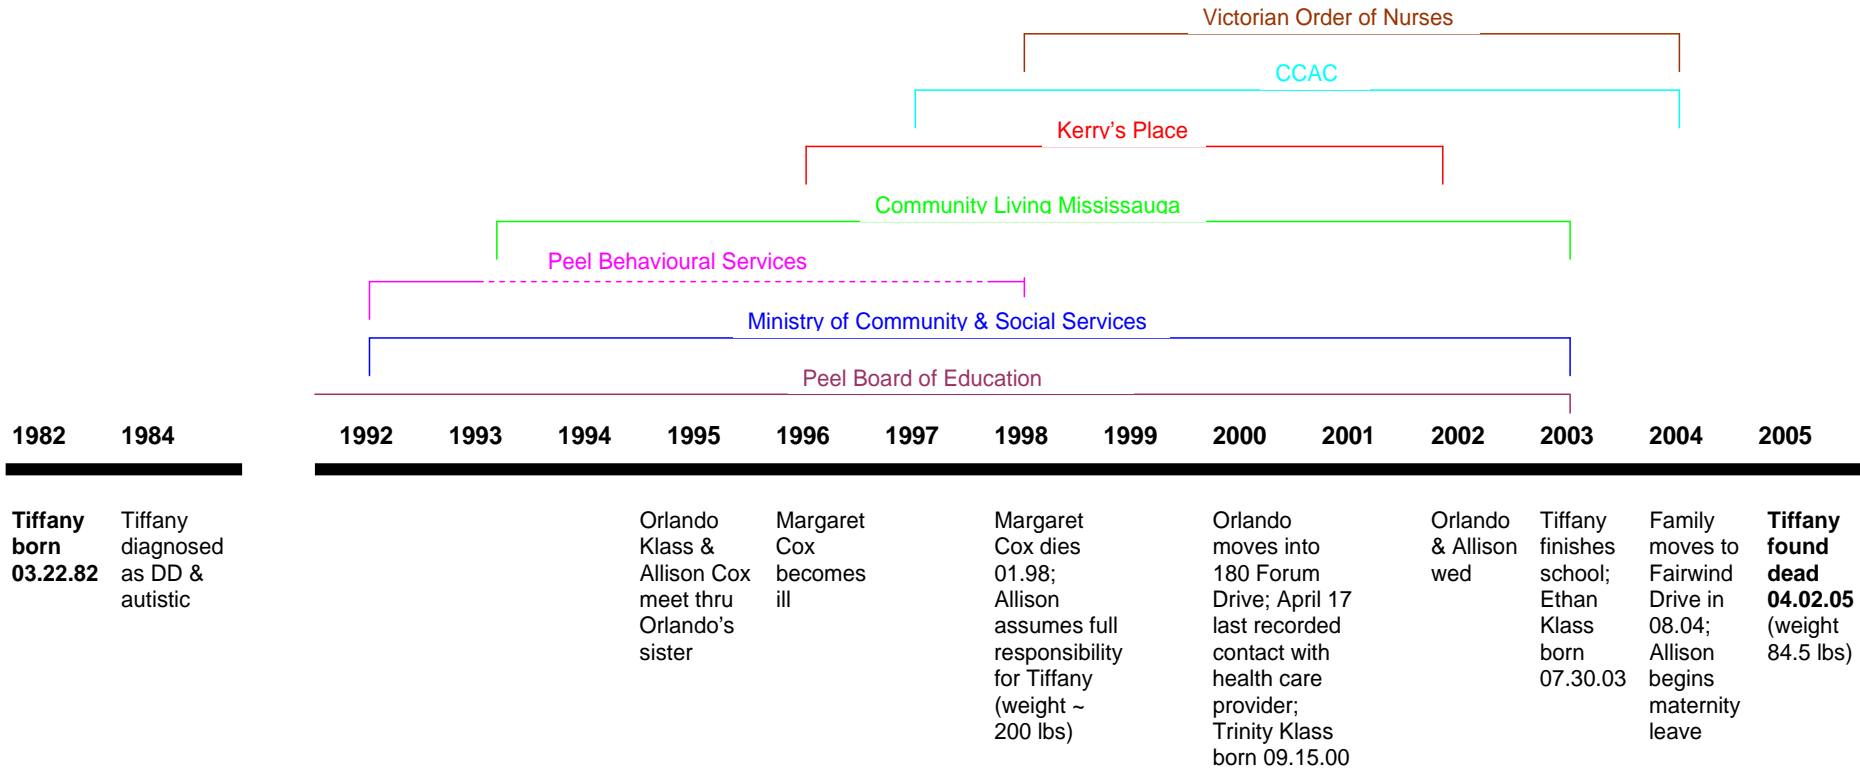 Victorian Order of Nurses
CCAC
Kerry's Place
Community Living Mississauga
Peel Behavioural Services
Ministry of Community & Social Services
Peel Board of Education
1982 1984 1992 1993 1994 1995 1996 1997 1998 1999 2000 2001 2002 2003 2004 2005
Tiffany
born
03.22.82
Tiffany
diagnosed
as DD &
autistic
Orlando
Klass &
Allison Cox
meet thru
Orlando's
sister
Margaret
Cox
becomes
ill
Margaret
Cox dies
01.98;
Allison
assumes full
responsibility
for Tiffany
(weight ~
200 lbs)
Orlando
moves into
180 Forum
Drive; April 17
last recorded
contact with
health care
provider;
Trinity Klass
born 09.15.00
Orlando
& Allison
wed
Tiffany
finishes
school;
Ethan
Klass
born
07.30.03
Family
moves to
Fairwind
Drive in
08.04;
Allison
begins
maternity
leave
Tiffany
found
dead
04.02.05
(weight
84.5 lbs)